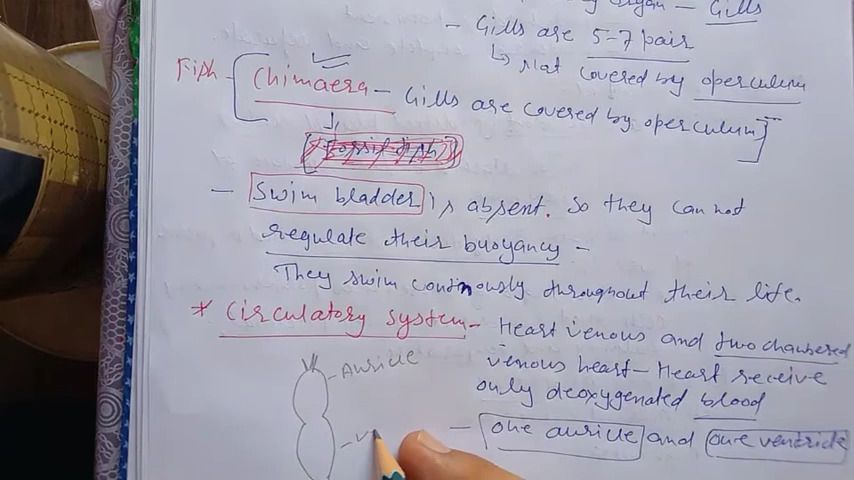 organ - Gills
- Gills are 5-7 pair
↳ Not covered by operculum
Fish - Chimaera - Gills are covered by operculum]
- Swim bladder is absent. So they can not
regulate their buoyancy -
They swim continously throughout their life.
* Circulatory system - Heart venous and two chambered
venous heart - Heart receive
only deoxygenated blood
- Auricle
- one auricle and one ventricle
- V